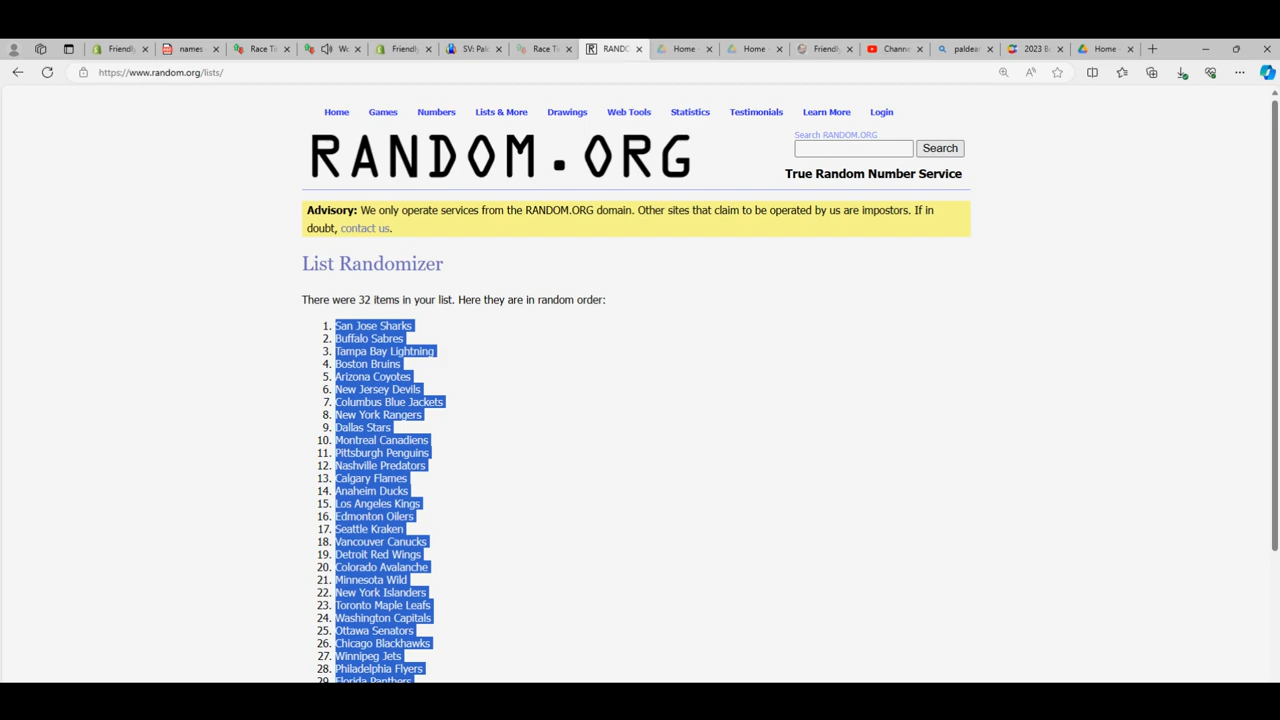 Friendly
names
Race Ti
Wo
Friendly
SV: Pald
Race Ti
RANDO
Home -
Home -
Friendly
Channe
paldean
2023 B
Home -
https://www.random.org/lists/
Home Games Numbers Lists & More Drawings Web Tools Statistics Testimonials Learn More Login
RANDOM.ORG
Search RANDOM.ORG
Search
True Random Number Service
Advisory: We only operate services from the RANDOM.ORG domain. Other sites that claim to be operated by us are impostors. If in
doubt, contact us.
List Randomizer
There were 32 items in your list. Here they are in random order:
1. San Jose Sharks
2. Buffalo Sabres
3. Tampa Bay Lightning
4. Boston Bruins
5. Arizona Coyotes
6. New Jersey Devils
7. Columbus Blue Jackets
8. New York Rangers
9. Dallas Stars
10. Montreal Canadiens
11. Pittsburgh Penguins
12. Nashville Predators
13. Calgary Flames
14. Anaheim Ducks
15. Los Angeles Kings
16. Edmonton Oilers
17. Seattle Kraken
18. Vancouver Canucks
19. Detroit Red Wings
20. Colorado Avalanche
21. Minnesota Wild
22. New York Islanders
23. Toronto Maple Leafs
24. Washington Capitals
25. Ottawa Senators
26. Chicago Blackhawks
27. Winnipeg Jets
28. Philadelphia Flyers
29. Florida Panthers